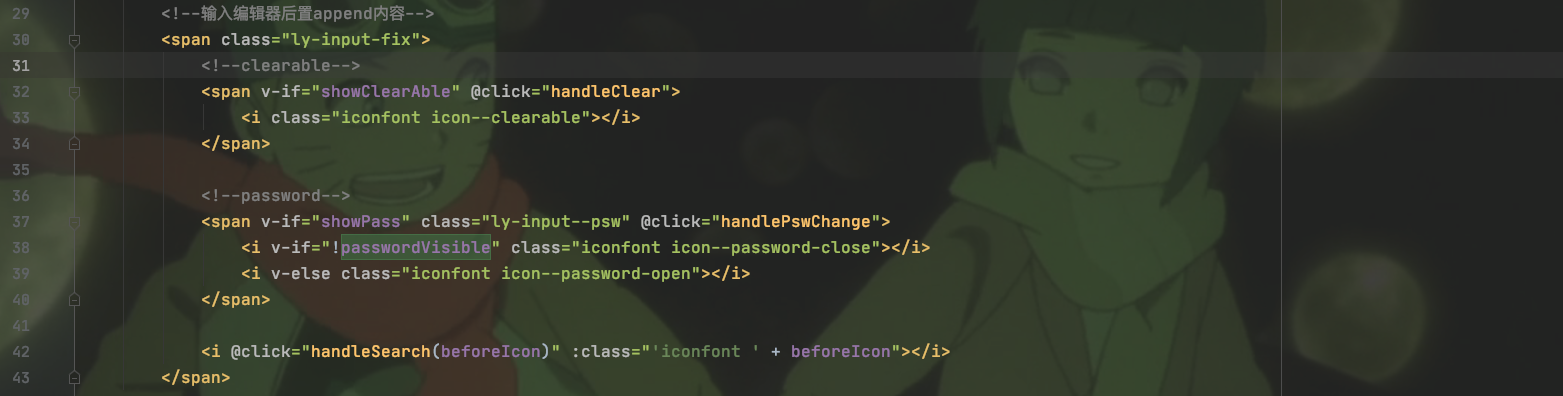 29 <!--输入编辑器后置append内容-->
30 <span class="ly-input-fix">
31 <!--clearable-->
32 <span v-if="showClearAble" @click="handleClear">
33 <i class="iconfont icon--clearable"></i>
34 </span>
35
36 <!--password-->
37 <span v-if="showPass" class="ly-input--psw" @click="handlePswChange">
38 <i v-if="!passwordVisible" class="iconfont icon--password-close"></i>
39 <i v-else class="iconfont icon--password-open"></i>
40 </span>
41
42 <i @click="handleSearch(beforeIcon)" :class="'iconfont ' + beforeIcon"></i>
43 </span>